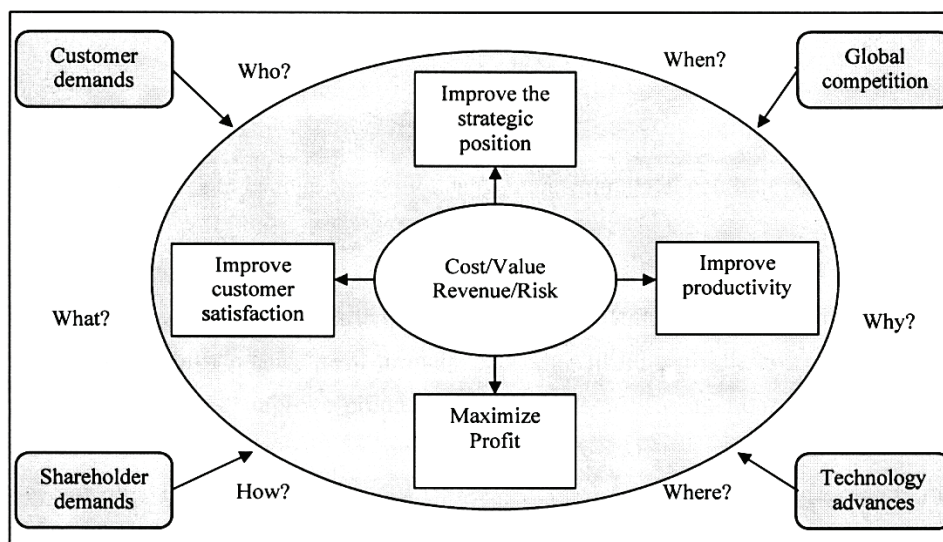 Customer
demands
Who?
When?
Global
competition
Improve the
strategic
position
Improve
customer
satisfaction
Cost/Value
Revenue/Risk
Improve
productivity
What?
Why?
Maximize
Profit
Shareholder
demands
How?
Where?
Technology
advances